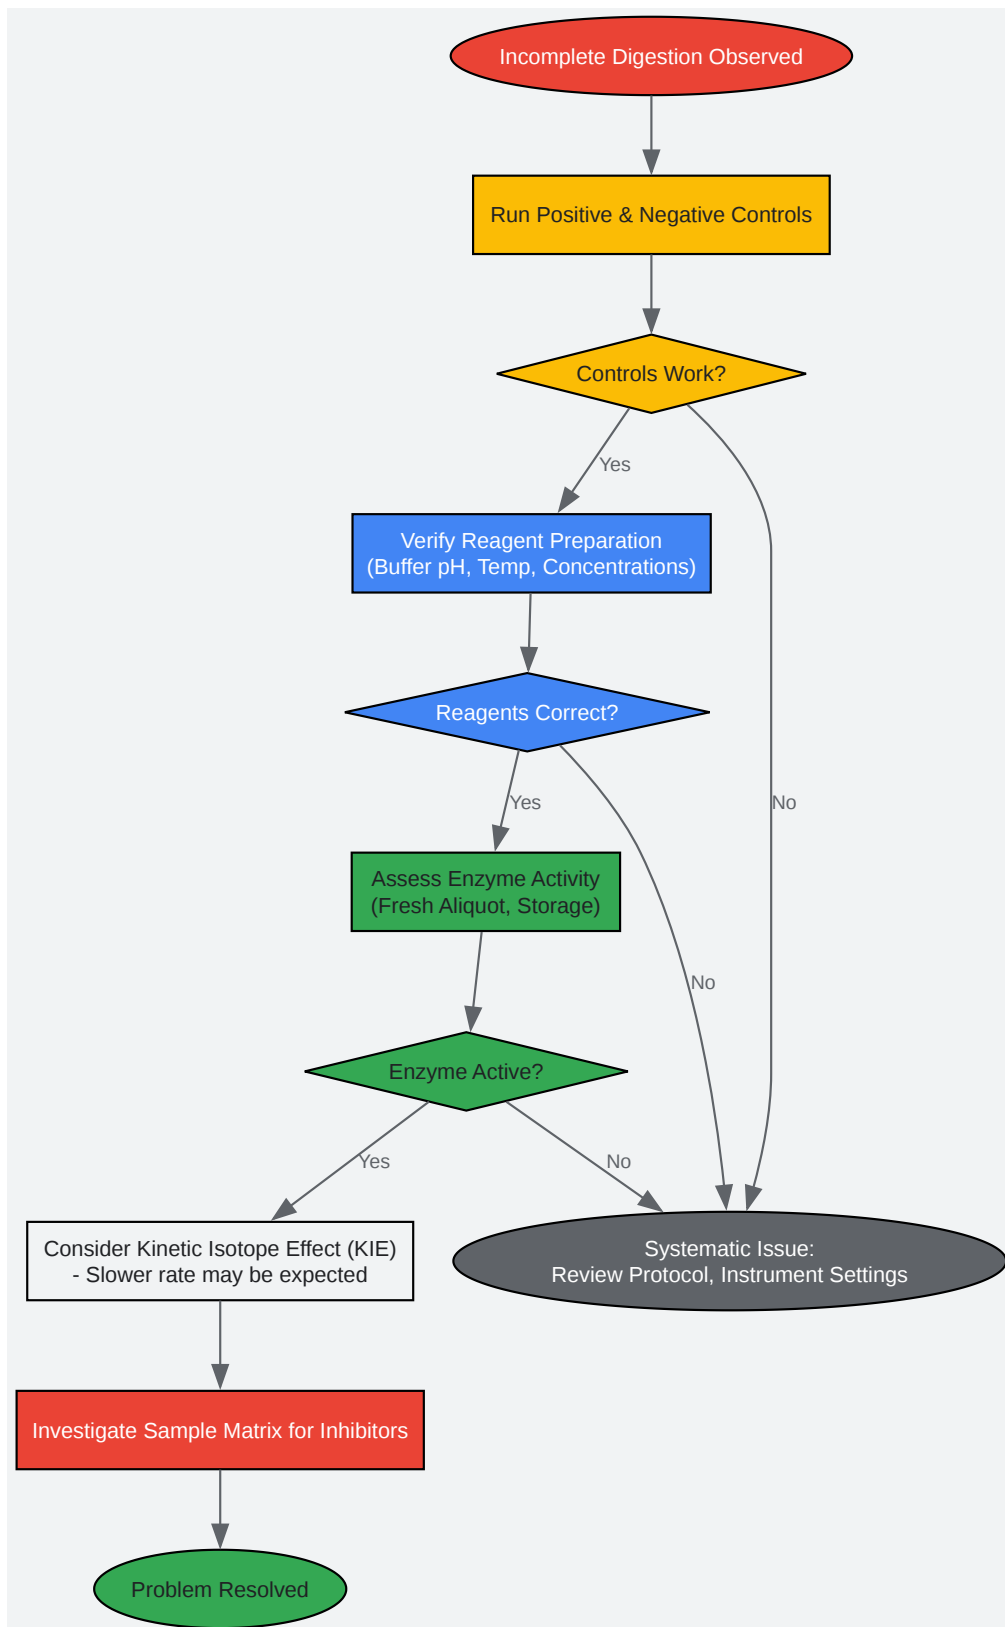 Incomplete Digestion Observed
Run Positive & Negative Controls
Controls Work?
Yes
Verify Reagent Preparation
(Buffer pH, Temp, Concentrations)
Reagents Correct?
Yes
No
Assess Enzyme Activity
(Fresh Aliquot, Storage)
No
Enzyme Active?
Yes
No
Consider Kinetic Isotope Effect (KIE)
- Slower rate may be expected
Systematic Issue:
Review Protocol, Instrument Settings
Investigate Sample Matrix for Inhibitors
Problem Resolved